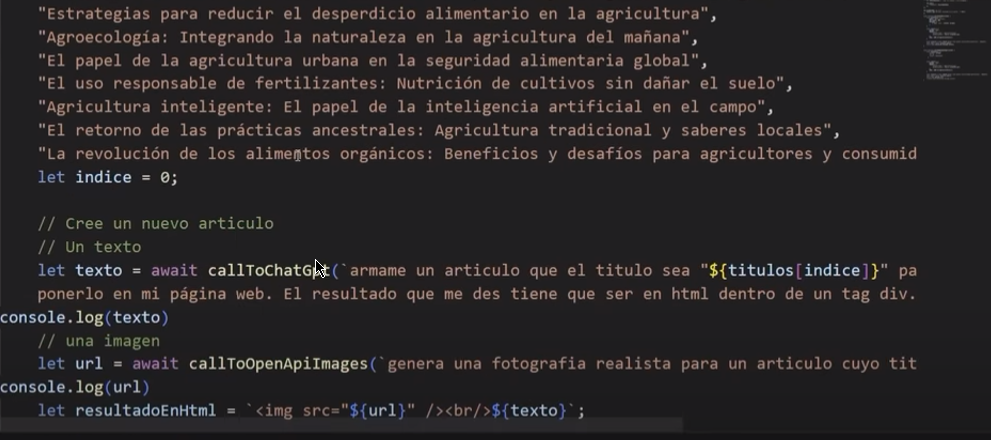 "Estrategias para reducir el desperdicio alimentario en la agricultura",
"Agroecología: Integrando la naturaleza en la agricultura del mañana",
"El papel de la agricultura urbana en la seguridad alimentaria global",
"El uso responsable de fertilizantes: Nutrición de cultivos sin dañar el suelo",
"Agricultura inteligente: El papel de la inteligencia artificial en el campo",
"El retorno de las prácticas ancestrales: Agricultura tradicional y saberes locales",
"La revolución de los alimentos orgánicos: Beneficios y desafíos para agricultores y consumid
let indice = 0;
// Cree un nuevo articulo
// Un texto
let texto = await callToChatGpt(`armame un articulo que el titulo sea "${titulos[indice]}" pa
ponerlo en mi página web. El resultado que me des tiene que ser en html dentro de un tag div.
console.log(texto)
// una imagen
let url = await callToOpenApiImages(`genera una fotografia realista para un articulo cuyo tit
console.log(url)
let resultadoEnHtml = `<img src="${url}" /><br/>${texto}`;